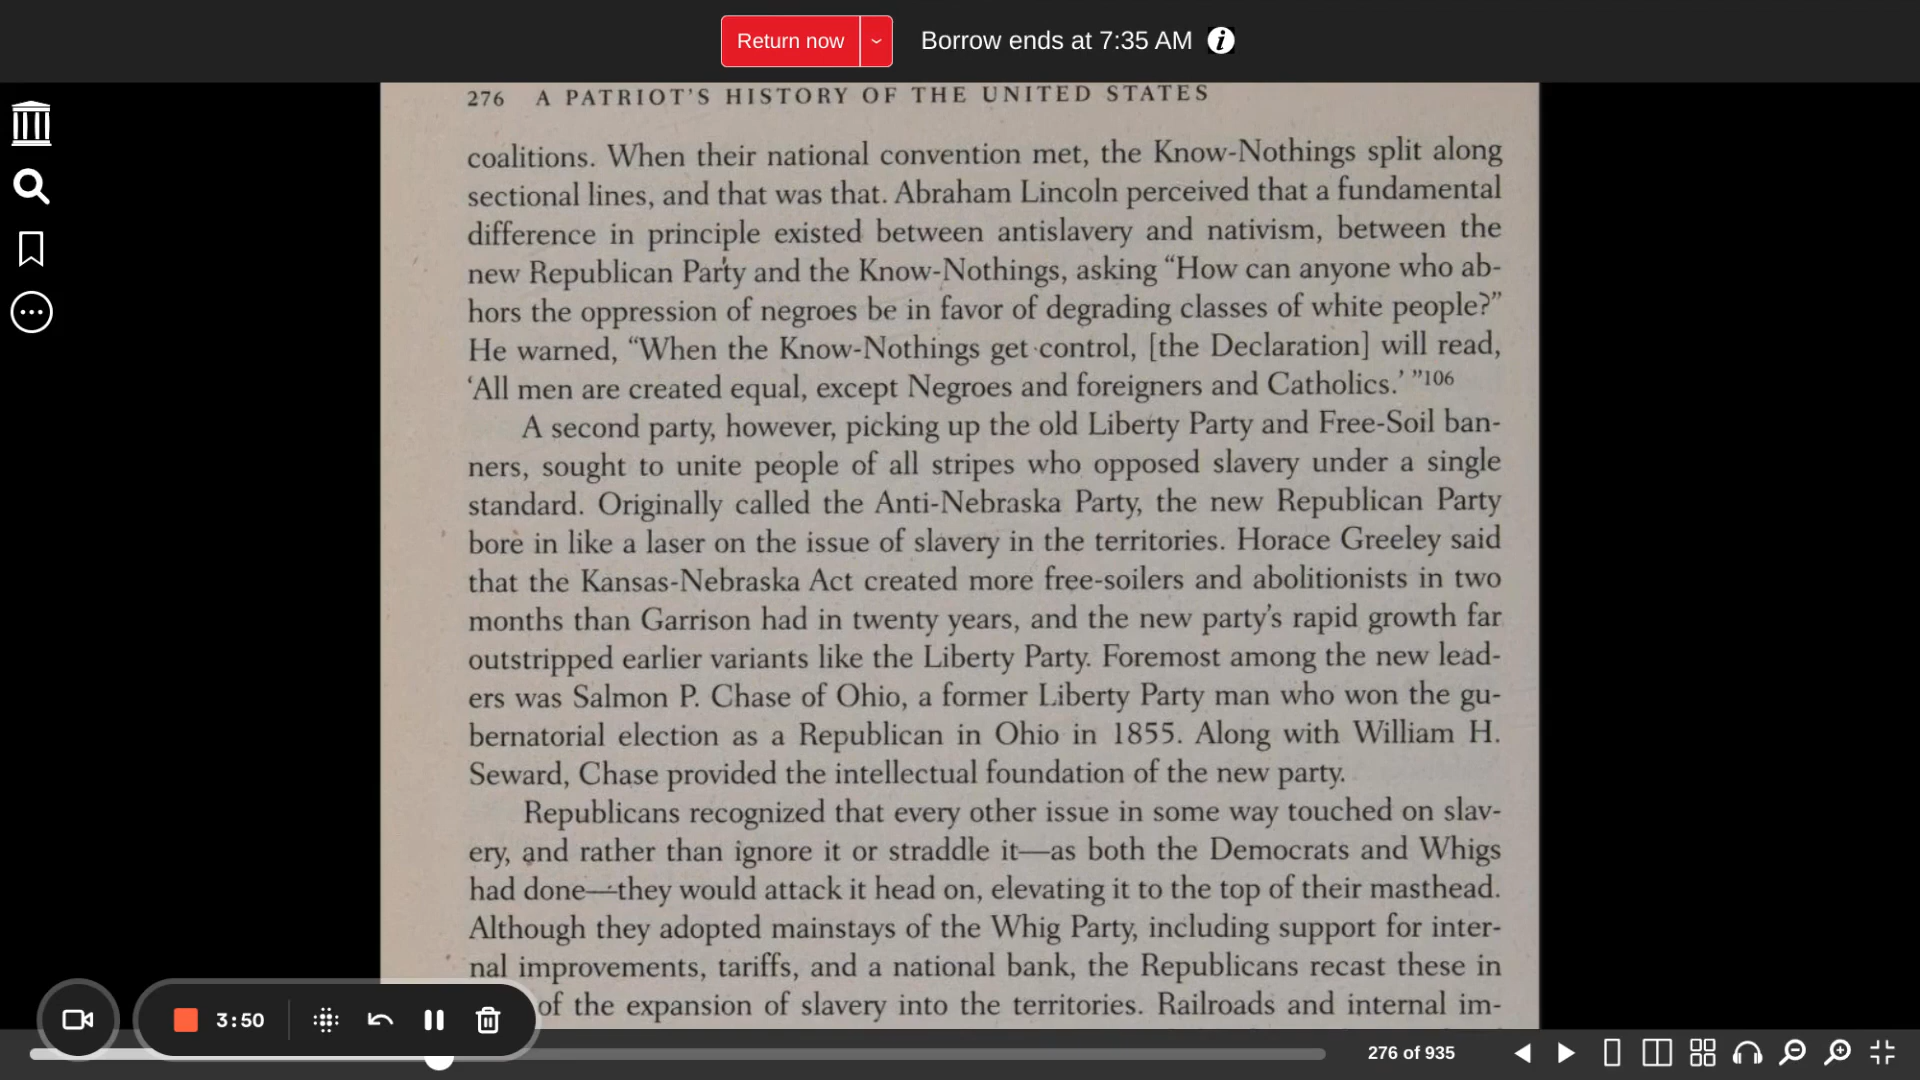 Return now
Borrow ends at 7:35 AM
276 A PATRIOT'S HISTORY OF THE UNITED STATES
coalitions. When their national convention met, the Know-Nothings split along
sectional lines, and that was that. Abraham Lincoln perceived that a fundamental
difference in principle existed between antislavery and nativism, between the
new Republican Party and the Know-Nothings, asking “How can anyone who ab-
hors the oppression of negroes be in favor of degrading classes of white people?”
He warned, “When the Know-Nothings get control, [the Declaration] will read,
‘All men are created equal, except Negroes and foreigners and Catholics.’ ”106
A second party, however, picking up the old Liberty Party and Free-Soil ban-
ners, sought to unite people of all stripes who opposed slavery under a single
standard. Originally called the Anti-Nebraska Party, the new Republican Party
bore in like a laser on the issue of slavery in the territories. Horace Greeley said
that the Kansas-Nebraska Act created more free-soilers and abolitionists in two
months than Garrison had in twenty years, and the new party’s rapid growth far
outstripped earlier variants like the Liberty Party. Foremost among the new lead-
ers was Salmon P. Chase of Ohio, a former Liberty Party man who won the gu-
bernatorial election as a Republican in Ohio in 1855. Along with William H.
Seward, Chase provided the intellectual foundation of the new party.
Republicans recognized that every other issue in some way touched on slav-
ery, and rather than ignore it or straddle it—as both the Democrats and Whigs
had done—they would attack it head on, elevating it to the top of their masthead.
Although they adopted mainstays of the Whig Party, including support for inter-
nal improvements, tariffs, and a national bank, the Republicans recast these in
of the expansion of slavery into the territories. Railroads and internal im-
3:50
276 of 935